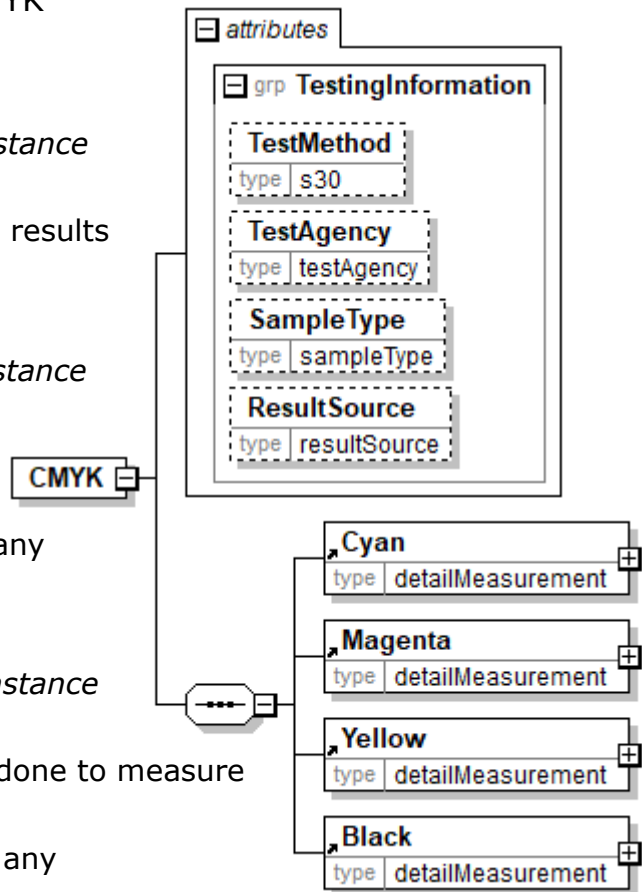 YK
stance
results
stance
any
nstance
done to measure
any
attributes
grp TestingInformation
TestMethod
type s30
TestAgency
type testAgency
SampleType
type sampleType
ResultSource
type resultSource
CMYK
Cyan
type detailMeasurement
Magenta
type detailMeasurement
Yellow
type detailMeasurement
Black
type detailMeasurement